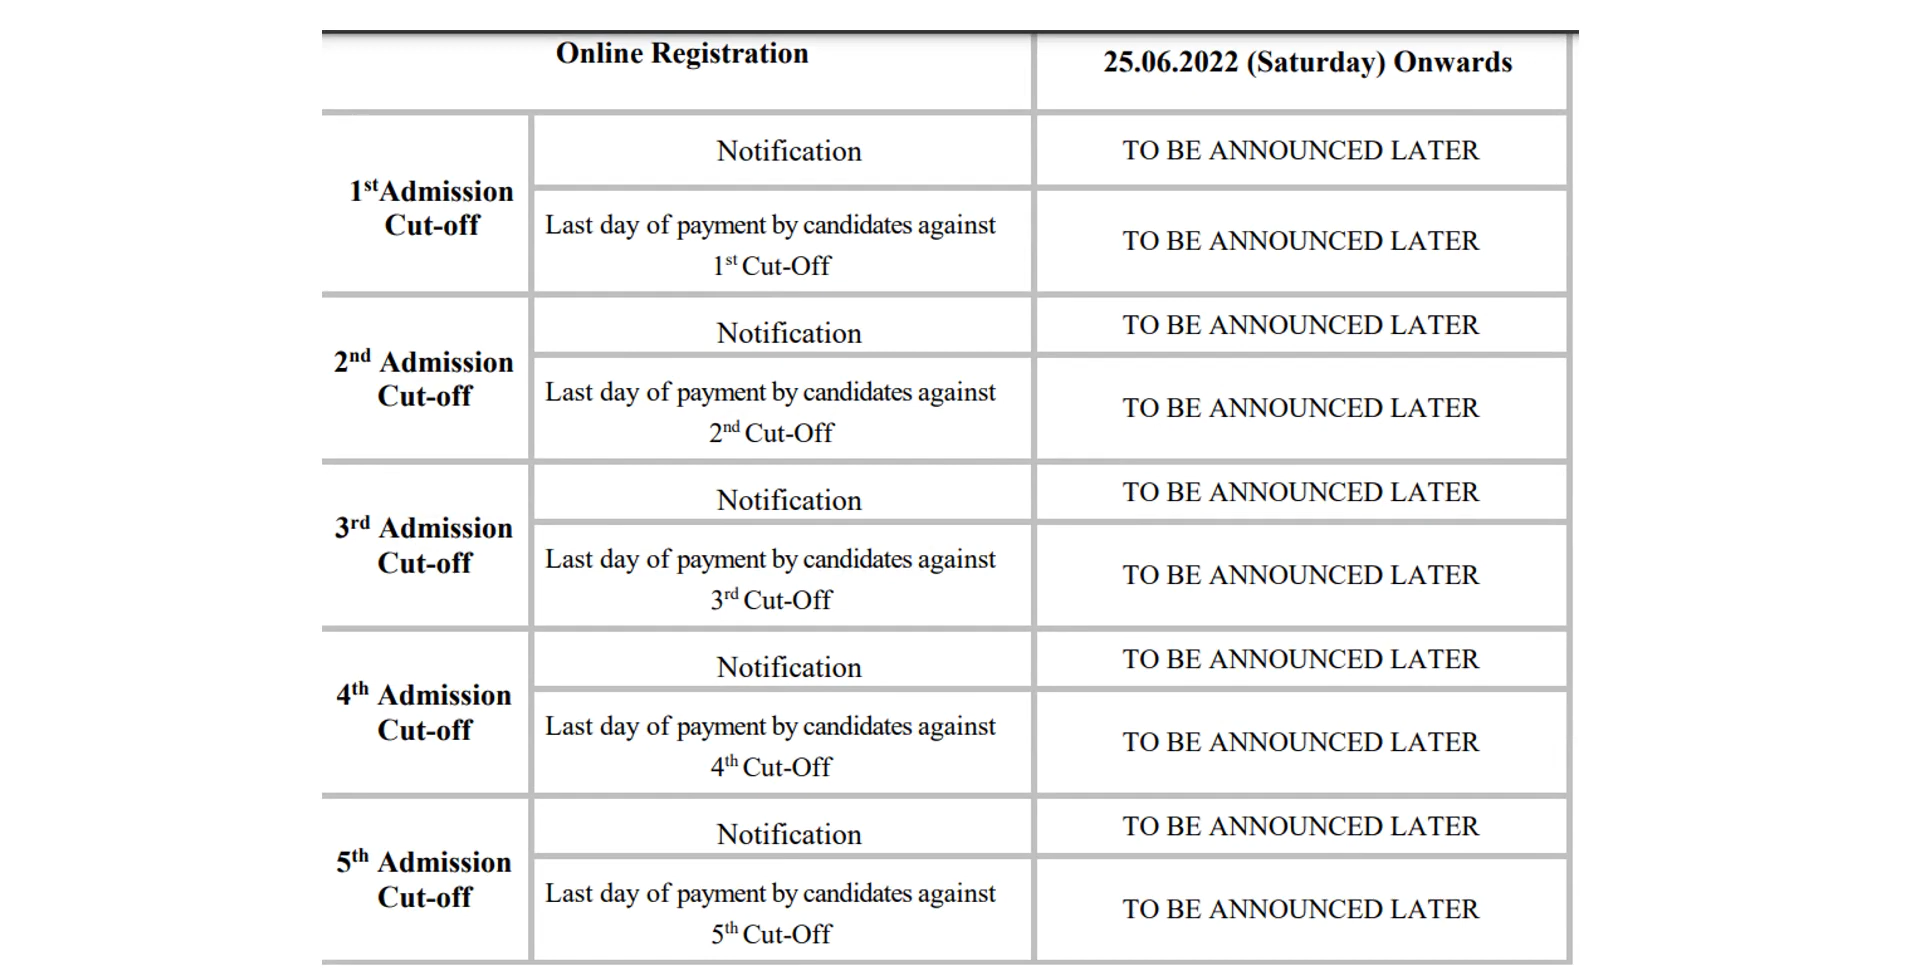 Online Registration
25.06.2022 (Saturday) Onwards
1st Admission
Cut-off
Notification
TO BE ANNOUNCED LATER
Last day of payment by candidates against
1st Cut-Off
TO BE ANNOUNCED LATER
2nd Admission
Cut-off
Notification
TO BE ANNOUNCED LATER
Last day of payment by candidates against
2nd Cut-Off
TO BE ANNOUNCED LATER
3rd Admission
Cut-off
Notification
TO BE ANNOUNCED LATER
Last day of payment by candidates against
3rd Cut-Off
TO BE ANNOUNCED LATER
4th Admission
Cut-off
Notification
TO BE ANNOUNCED LATER
Last day of payment by candidates against
4th Cut-Off
TO BE ANNOUNCED LATER
5th Admission
Cut-off
Notification
TO BE ANNOUNCED LATER
Last day of payment by candidates against
5th Cut-Off
TO BE ANNOUNCED LATER